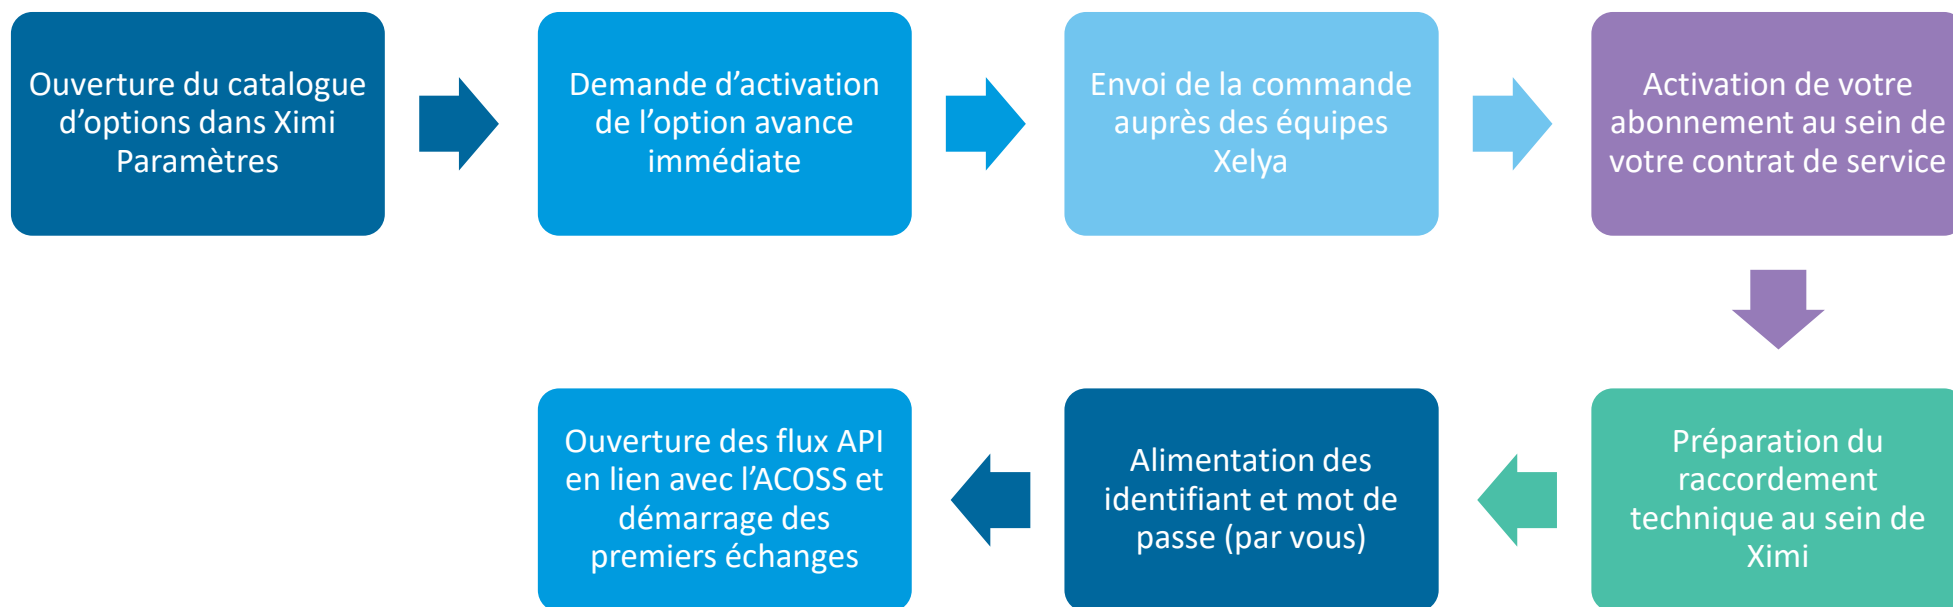 Ouverture du catalogue
d’options dans Ximi
Paramètres
Demande d’activation
de l’option avance
immédiate
Envoi de la commande
auprès des équipes
Xelya
Activation de votre
abonnement au sein de
votre contrat de service
Préparation du
raccordement
technique au sein de
Ximi
Alimentation des
identifiant et mot de
passe (par vous)
Ouverture des flux API
en lien avec l’ACOSS et
démarrage des
premiers échanges